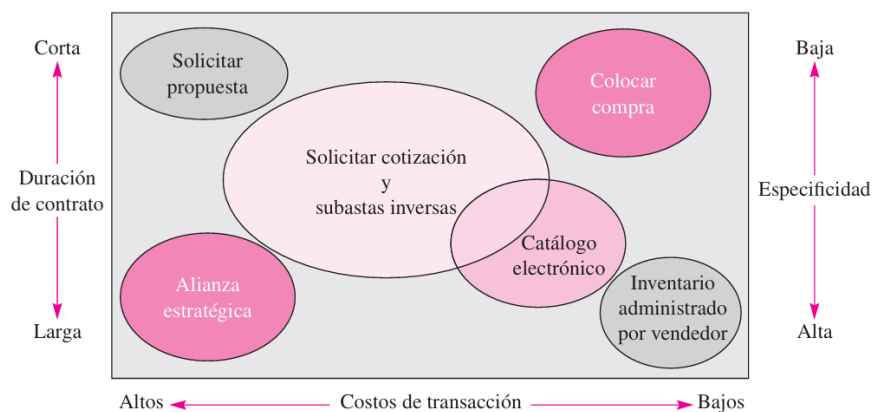 Corta
Duración
de contrato
Larga
Solicitar
propuesta
Colocar
compra
Solicitar cotización
y
subastas inversas
Catálogo
electrónico
Alianza
estratégica
Inventario
administrado
por vendedor
Baja
Especificidad
Alta
Altos
Costos de transacción
Bajos